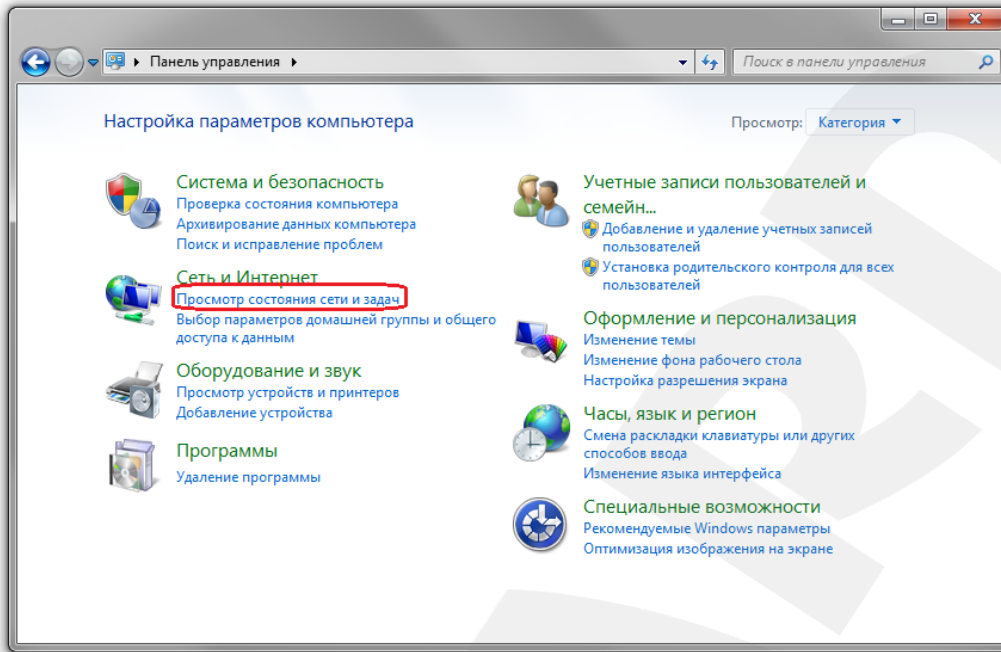 Панель управления
Поиск в панели управления
Настройка параметров компьютера
Просмотр: Категория
Система и безопасность
Проверка состояния компьютера
Архивирование данных компьютера
Поиск и исправление проблем
Сеть и Интернет
Просмотр состояния сети и задач
Выбор параметров домашней группы и общего
доступа к данным
Оборудование и звук
Просмотр устройств и принтеров
Добавление устройства
Программы
Удаление программы
Учетные записи пользователей и
семейн...
Добавление и удаление учетных записей
пользователей
Установка родительского контроля для всех
пользователей
Оформление и персонализация
Изменение темы
Изменение фона рабочего стола
Настройка разрешения экрана
Часы, язык и регион
Смена раскладки клавиатуры или других
способов ввода
Изменение языка интерфейса
Специальные возможности
Рекомендуемые Windows параметры
Оптимизация изображения на экране